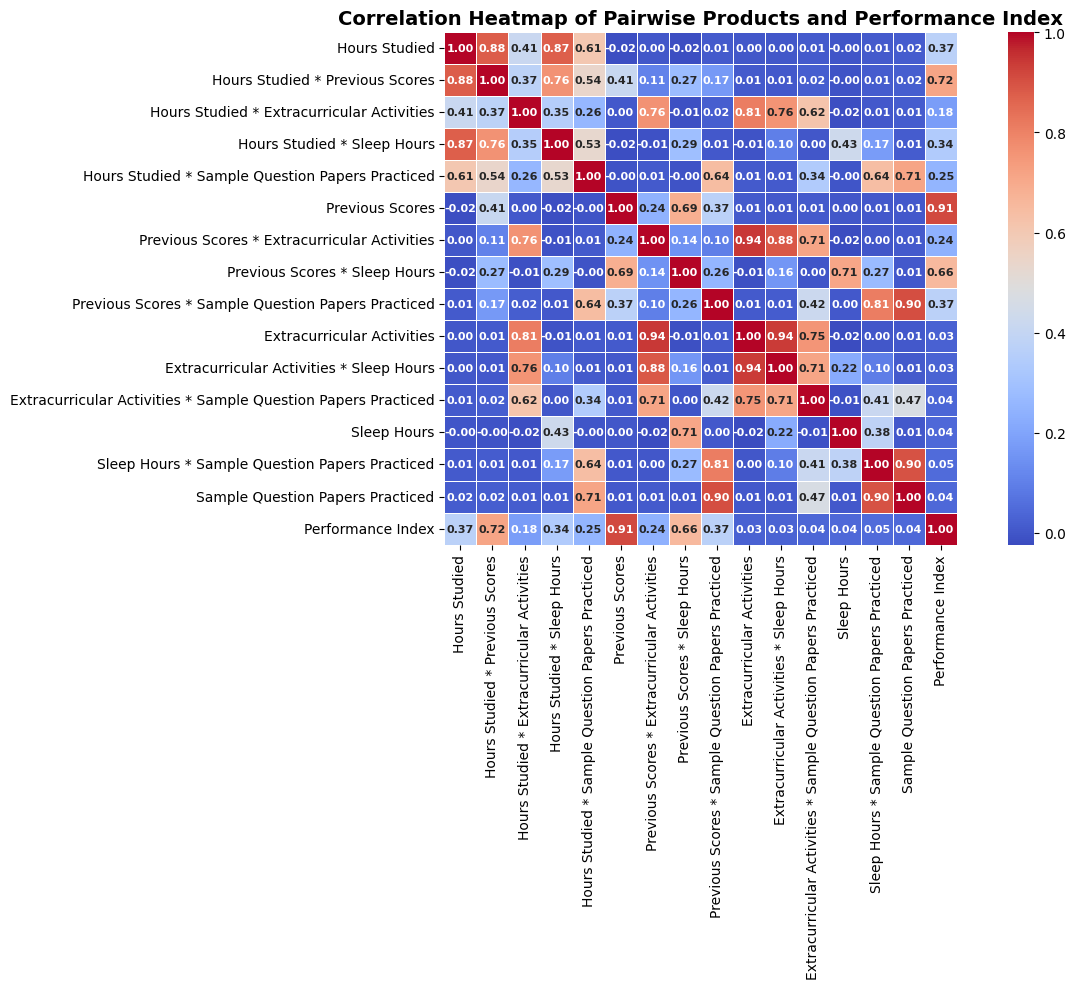 Correlation Heatmap of Pairwise Products and Performance Index
Hours Studied 1.00 0.88 0.41 0.87 0.61 -0.02 0.00 -0.02 0.01 0.00 0.00 0.01 -0.00 0.01 0.02 0.37
Hours Studied * Previous Scores 0.88 1.00 0.37 0.76 0.54 0.41 0.11 0.27 0.17 0.01 0.01 0.02 -0.00 0.01 0.02 0.72
Hours Studied * Extracurricular Activities 0.41 0.37 1.00 0.35 0.26 0.00 0.76 -0.01 0.02 0.81 0.76 0.62 -0.02 0.01 0.01 0.18
Hours Studied * Sleep Hours 0.87 0.76 0.35 1.00 0.53 -0.02 -0.01 0.29 0.01 -0.01 0.10 0.00 0.43 0.17 0.01 0.34
Hours Studied * Sample Question Papers Practiced 0.61 0.54 0.26 0.53 1.00 -0.00 0.01 -0.00 0.64 0.01 0.01 0.34 -0.00 0.64 0.71 0.25
Previous Scores -0.02 0.41 0.00 -0.02 -0.00 1.00 0.24 0.69 0.37 0.01 0.01 0.01 0.00 0.01 0.01 0.91
Previous Scores * Extracurricular Activities 0.00 0.11 0.76 -0.01 0.01 0.24 1.00 0.14 0.10 0.94 0.88 0.71 -0.02 0.00 0.01 0.24
Previous Scores * Sleep Hours -0.02 0.27 -0.01 0.29 -0.00 0.69 0.14 1.00 0.26 -0.01 0.16 0.00 0.71 0.27 0.01 0.66
Previous Scores * Sample Question Papers Practiced 0.01 0.17 0.02 0.01 0.64 0.37 0.10 0.26 1.00 0.01 0.01 0.42 0.00 0.81 0.90 0.37
Extracurricular Activities 0.00 0.01 0.81 -0.01 0.01 0.01 0.94 -0.01 0.01 1.00 0.94 0.75 -0.02 0.00 0.01 0.03
Extracurricular Activities * Sleep Hours 0.00 0.01 0.76 0.10 0.01 0.01 0.88 0.16 0.01 0.94 1.00 0.71 0.22 0.10 0.01 0.03
Extracurricular Activities * Sample Question Papers Practiced 0.01 0.02 0.62 0.00 0.34 0.01 0.71 0.00 0.42 0.75 0.71 1.00 -0.01 0.41 0.47 0.04
Sleep Hours -0.00 -0.00 -0.02 0.43 -0.00 0.00 -0.02 0.71 0.00 -0.02 0.22 -0.01 1.00 0.38 0.01 0.04
Sleep Hours * Sample Question Papers Practiced 0.01 0.01 0.01 0.17 0.64 0.01 0.00 0.27 0.81 0.00 0.10 0.41 0.38 1.00 0.90 0.05
Sample Question Papers Practiced 0.02 0.02 0.01 0.01 0.71 0.01 0.01 0.01 0.90 0.01 0.01 0.47 0.01 0.90 1.00 0.04
Performance Index 0.37 0.72 0.18 0.34 0.25 0.91 0.24 0.66 0.37 0.03 0.03 0.04 0.04 0.05 0.04 1.00
Hours Studied
Hours Studied * Previous Scores
Hours Studied * Extracurricular Activities
Hours Studied * Sleep Hours
Hours Studied * Sample Question Papers Practiced
Previous Scores
Previous Scores * Extracurricular Activities
Previous Scores * Sleep Hours
Previous Scores * Sample Question Papers Practiced
Extracurricular Activities
Extracurricular Activities * Sleep Hours
Extracurricular Activities * Sample Question Papers Practiced
Sleep Hours
Sleep Hours * Sample Question Papers Practiced
Sample Question Papers Practiced
Performance Index
1.0
0.8
0.6
0.4
0.2
0.0